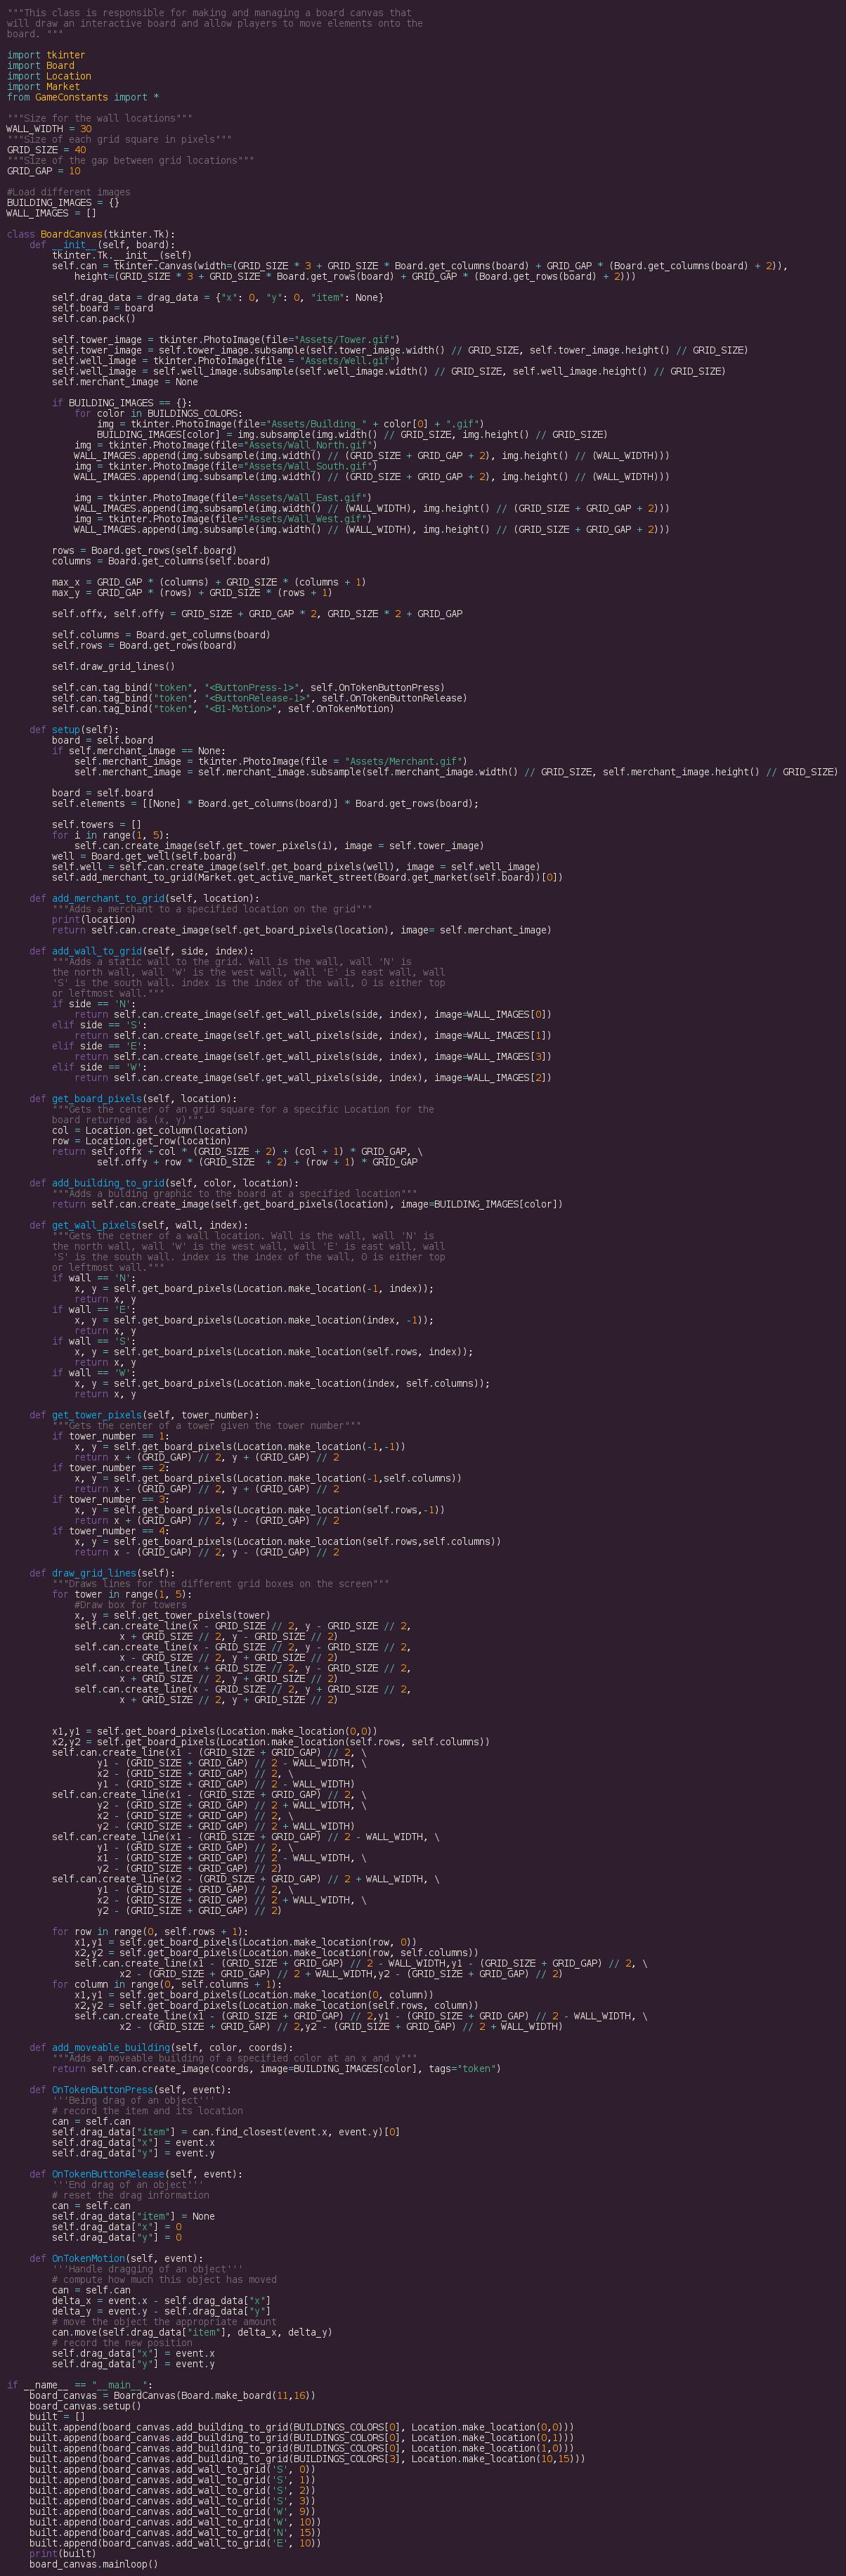 """This class is responsible for making and managing a board canvas that
will draw an interactive board and allow players to move elements onto the
board. """

import tkinter
import Board
import Location
import Market
from GameConstants import *

"""Size for the wall locations"""
WALL_WIDTH = 30
"""Size of each grid square in pixels"""
GRID_SIZE = 40
"""Size of the gap between grid locations"""
GRID_GAP = 10

#Load different images
BUILDING_IMAGES = {}
WALL_IMAGES = []

class BoardCanvas(tkinter.Tk):
    def __init__(self, board):
        tkinter.Tk.__init__(self)
        self.can = tkinter.Canvas(width=(GRID_SIZE * 3 + GRID_SIZE * Board.get_columns(board) + GRID_GAP * (Board.get_columns(board) + 2)),
            height=(GRID_SIZE * 3 + GRID_SIZE * Board.get_rows(board) + GRID_GAP * (Board.get_rows(board) + 2)))

        self.drag_data = drag_data = {"x": 0, "y": 0, "item": None}
        self.board = board
        self.can.pack()

        self.tower_image = tkinter.PhotoImage(file="Assets/Tower.gif")
        self.tower_image = self.tower_image.subsample(self.tower_image.width() // GRID_SIZE, self.tower_image.height() // GRID_SIZE)
        self.well_image = tkinter.PhotoImage(file = "Assets/Well.gif")
        self.well_image = self.well_image.subsample(self.well_image.width() // GRID_SIZE, self.well_image.height() // GRID_SIZE)
        self.merchant_image = None

        if BUILDING_IMAGES == {}:
            for color in BUILDINGS_COLORS:
                img = tkinter.PhotoImage(file="Assets/Building_" + color[0] + ".gif")
                BUILDING_IMAGES[color] = img.subsample(img.width() // GRID_SIZE, img.height() // GRID_SIZE)
            img = tkinter.PhotoImage(file="Assets/Wall_North.gif")
            WALL_IMAGES.append(img.subsample(img.width() // (GRID_SIZE + GRID_GAP + 2), img.height() // (WALL_WIDTH)))
            img = tkinter.PhotoImage(file="Assets/Wall_South.gif")
            WALL_IMAGES.append(img.subsample(img.width() // (GRID_SIZE + GRID_GAP + 2), img.height() // (WALL_WIDTH)))

            img = tkinter.PhotoImage(file="Assets/Wall_East.gif")
            WALL_IMAGES.append(img.subsample(img.width() // (WALL_WIDTH), img.height() // (GRID_SIZE + GRID_GAP + 2)))
            img = tkinter.PhotoImage(file="Assets/Wall_West.gif")
            WALL_IMAGES.append(img.subsample(img.width() // (WALL_WIDTH), img.height() // (GRID_SIZE + GRID_GAP + 2)))

        rows = Board.get_rows(self.board)
        columns = Board.get_columns(self.board)

        max_x = GRID_GAP * (columns) + GRID_SIZE * (columns + 1)
        max_y = GRID_GAP * (rows) + GRID_SIZE * (rows + 1)

        self.offx, self.offy = GRID_SIZE + GRID_GAP * 2, GRID_SIZE * 2 + GRID_GAP

        self.columns = Board.get_columns(board)
        self.rows = Board.get_rows(board)

        self.draw_grid_lines()

        self.can.tag_bind("token", "<ButtonPress-1>", self.OnTokenButtonPress)
        self.can.tag_bind("token", "<ButtonRelease-1>", self.OnTokenButtonRelease)
        self.can.tag_bind("token", "<B1-Motion>", self.OnTokenMotion)

    def setup(self):
        board = self.board
        if self.merchant_image == None:
            self.merchant_image = tkinter.PhotoImage(file = "Assets/Merchant.gif")
            self.merchant_image = self.merchant_image.subsample(self.merchant_image.width() // GRID_SIZE, self.merchant_image.height() // GRID_SIZE)

        board = self.board
        self.elements = [[None] * Board.get_columns(board)] * Board.get_rows(board);

        self.towers = []
        for i in range(1, 5):
            self.can.create_image(self.get_tower_pixels(i), image = self.tower_image)
        well = Board.get_well(self.board)
        self.well = self.can.create_image(self.get_board_pixels(well), image = self.well_image)
        self.add_merchant_to_grid(Market.get_active_market_street(Board.get_market(self.board))[0])

    def add_merchant_to_grid(self, location):
        """Adds a merchant to a specified location on the grid"""
        print(location)
        return self.can.create_image(self.get_board_pixels(location), image= self.merchant_image)

    def add_wall_to_grid(self, side, index):
        """Adds a static wall to the grid. Wall is the wall, wall 'N' is
        the north wall, wall 'W' is the west wall, wall 'E' is east wall, wall
        'S' is the south wall. index is the index of the wall, 0 is either top
        or leftmost wall."""
        if side == 'N':
            return self.can.create_image(self.get_wall_pixels(side, index), image=WALL_IMAGES[0])
        elif side == 'S':
            return self.can.create_image(self.get_wall_pixels(side, index), image=WALL_IMAGES[1])
        elif side == 'E':
            return self.can.create_image(self.get_wall_pixels(side, index), image=WALL_IMAGES[3])
        elif side == 'W':
            return self.can.create_image(self.get_wall_pixels(side, index), image=WALL_IMAGES[2])

    def get_board_pixels(self, location):
        """Gets the center of an grid square for a specific Location for the
        board returned as (x, y)"""
        col = Location.get_column(location)
        row = Location.get_row(location)
        return self.offx + col * (GRID_SIZE + 2) + (col + 1) * GRID_GAP, \
                self.offy + row * (GRID_SIZE  + 2) + (row + 1) * GRID_GAP

    def add_building_to_grid(self, color, location):
        """Adds a bulding graphic to the board at a specified location"""
        return self.can.create_image(self.get_board_pixels(location), image=BUILDING_IMAGES[color])

    def get_wall_pixels(self, wall, index):
        """Gets the cetner of a wall location. Wall is the wall, wall 'N' is
        the north wall, wall 'W' is the west wall, wall 'E' is east wall, wall
        'S' is the south wall. index is the index of the wall, 0 is either top
        or leftmost wall."""
        if wall == 'N':
            x, y = self.get_board_pixels(Location.make_location(-1, index));
            return x, y
        if wall == 'E':
            x, y = self.get_board_pixels(Location.make_location(index, -1));
            return x, y
        if wall == 'S':
            x, y = self.get_board_pixels(Location.make_location(self.rows, index));
            return x, y
        if wall == 'W':
            x, y = self.get_board_pixels(Location.make_location(index, self.columns));
            return x, y

    def get_tower_pixels(self, tower_number):
        """Gets the center of a tower given the tower number"""
        if tower_number == 1:
            x, y = self.get_board_pixels(Location.make_location(-1,-1))
            return x + (GRID_GAP) // 2, y + (GRID_GAP) // 2
        if tower_number == 2:
            x, y = self.get_board_pixels(Location.make_location(-1,self.columns))
            return x - (GRID_GAP) // 2, y + (GRID_GAP) // 2
        if tower_number == 3:
            x, y = self.get_board_pixels(Location.make_location(self.rows,-1))
            return x + (GRID_GAP) // 2, y - (GRID_GAP) // 2
        if tower_number == 4:
            x, y = self.get_board_pixels(Location.make_location(self.rows,self.columns))
            return x - (GRID_GAP) // 2, y - (GRID_GAP) // 2

    def draw_grid_lines(self):
        """Draws lines for the different grid boxes on the screen"""
        for tower in range(1, 5):
            #Draw box for towers
            x, y = self.get_tower_pixels(tower)
            self.can.create_line(x - GRID_SIZE // 2, y - GRID_SIZE // 2,
                    x + GRID_SIZE // 2, y - GRID_SIZE // 2)
            self.can.create_line(x - GRID_SIZE // 2, y - GRID_SIZE // 2,
                    x - GRID_SIZE // 2, y + GRID_SIZE // 2)
            self.can.create_line(x + GRID_SIZE // 2, y - GRID_SIZE // 2,
                    x + GRID_SIZE // 2, y + GRID_SIZE // 2)
            self.can.create_line(x - GRID_SIZE // 2, y + GRID_SIZE // 2,
                    x + GRID_SIZE // 2, y + GRID_SIZE // 2)


        x1,y1 = self.get_board_pixels(Location.make_location(0,0))
        x2,y2 = self.get_board_pixels(Location.make_location(self.rows, self.columns))
        self.can.create_line(x1 - (GRID_SIZE + GRID_GAP) // 2, \
                y1 - (GRID_SIZE + GRID_GAP) // 2 - WALL_WIDTH, \
                x2 - (GRID_SIZE + GRID_GAP) // 2, \
                y1 - (GRID_SIZE + GRID_GAP) // 2 - WALL_WIDTH)
        self.can.create_line(x1 - (GRID_SIZE + GRID_GAP) // 2, \
                y2 - (GRID_SIZE + GRID_GAP) // 2 + WALL_WIDTH, \
                x2 - (GRID_SIZE + GRID_GAP) // 2, \
                y2 - (GRID_SIZE + GRID_GAP) // 2 + WALL_WIDTH)
        self.can.create_line(x1 - (GRID_SIZE + GRID_GAP) // 2 - WALL_WIDTH, \
                y1 - (GRID_SIZE + GRID_GAP) // 2, \
                x1 - (GRID_SIZE + GRID_GAP) // 2 - WALL_WIDTH, \
                y2 - (GRID_SIZE + GRID_GAP) // 2)
        self.can.create_line(x2 - (GRID_SIZE + GRID_GAP) // 2 + WALL_WIDTH, \
                y1 - (GRID_SIZE + GRID_GAP) // 2, \
                x2 - (GRID_SIZE + GRID_GAP) // 2 + WALL_WIDTH, \
                y2 - (GRID_SIZE + GRID_GAP) // 2)

        for row in range(0, self.rows + 1):
            x1,y1 = self.get_board_pixels(Location.make_location(row, 0))
            x2,y2 = self.get_board_pixels(Location.make_location(row, self.columns))
            self.can.create_line(x1 - (GRID_SIZE + GRID_GAP) // 2 - WALL_WIDTH,y1 - (GRID_SIZE + GRID_GAP) // 2, \
                    x2 - (GRID_SIZE + GRID_GAP) // 2 + WALL_WIDTH,y2 - (GRID_SIZE + GRID_GAP) // 2)
        for column in range(0, self.columns + 1):
            x1,y1 = self.get_board_pixels(Location.make_location(0, column))
            x2,y2 = self.get_board_pixels(Location.make_location(self.rows, column))
            self.can.create_line(x1 - (GRID_SIZE + GRID_GAP) // 2,y1 - (GRID_SIZE + GRID_GAP) // 2 - WALL_WIDTH, \
                    x2 - (GRID_SIZE + GRID_GAP) // 2,y2 - (GRID_SIZE + GRID_GAP) // 2 + WALL_WIDTH)

    def add_moveable_building(self, color, coords):
        """Adds a moveable building of a specified color at an x and y"""
        return self.can.create_image(coords, image=BUILDING_IMAGES[color], tags="token")

    def OnTokenButtonPress(self, event):
        '''Being drag of an object'''
        # record the item and its location
        can = self.can
        self.drag_data["item"] = can.find_closest(event.x, event.y)[0]
        self.drag_data["x"] = event.x
        self.drag_data["y"] = event.y

    def OnTokenButtonRelease(self, event):
        '''End drag of an object'''
        # reset the drag information
        can = self.can
        self.drag_data["item"] = None
        self.drag_data["x"] = 0
        self.drag_data["y"] = 0

    def OnTokenMotion(self, event):
        '''Handle dragging of an object'''
        # compute how much this object has moved
        can = self.can
        delta_x = event.x - self.drag_data["x"]
        delta_y = event.y - self.drag_data["y"]
        # move the object the appropriate amount
        can.move(self.drag_data["item"], delta_x, delta_y)
        # record the new position
        self.drag_data["x"] = event.x
        self.drag_data["y"] = event.y

if __name__ == "__main__":
    board_canvas = BoardCanvas(Board.make_board(11,16))
    board_canvas.setup()
    built = []
    built.append(board_canvas.add_building_to_grid(BUILDINGS_COLORS[0], Location.make_location(0,0)))
    built.append(board_canvas.add_building_to_grid(BUILDINGS_COLORS[0], Location.make_location(0,1)))
    built.append(board_canvas.add_building_to_grid(BUILDINGS_COLORS[0], Location.make_location(1,0)))
    built.append(board_canvas.add_building_to_grid(BUILDINGS_COLORS[3], Location.make_location(10,15)))
    built.append(board_canvas.add_wall_to_grid('S', 0))
    built.append(board_canvas.add_wall_to_grid('S', 1))
    built.append(board_canvas.add_wall_to_grid('S', 2))
    built.append(board_canvas.add_wall_to_grid('S', 3))
    built.append(board_canvas.add_wall_to_grid('W', 9))
    built.append(board_canvas.add_wall_to_grid('W', 10))
    built.append(board_canvas.add_wall_to_grid('N', 15))
    built.append(board_canvas.add_wall_to_grid('E', 10))
    print(built)
    board_canvas.mainloop()